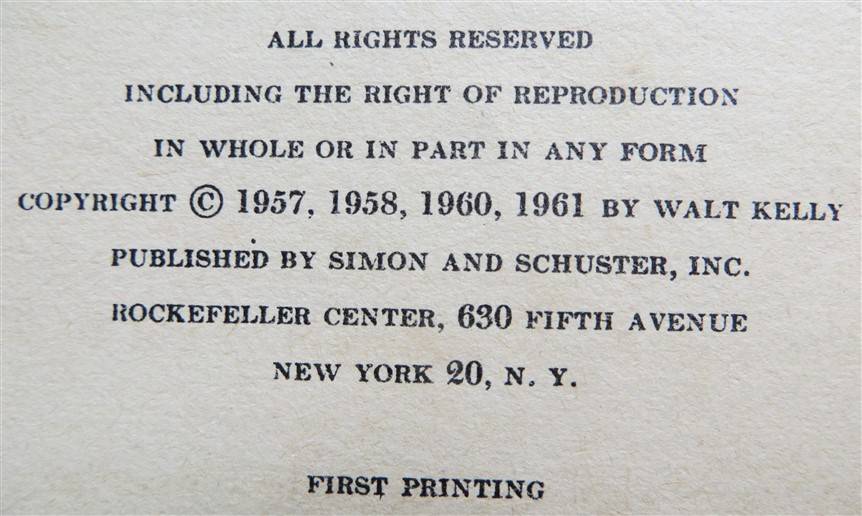 ALL RIGHTS RESERVED
INCLUDING THE RIGHT OF REPRODUCTION
IN WHOLE OR IN PART IN ANY FORM
COPYRIGHT © 1957, 1958, 1960, 1961 BY WALT KELLY
PUBLISHED BY SIMON AND SCHUSTER, INC.
ROCKEFELLER CENTER, 630 FIFTH AVENUE
NEW YORK 20, N. Y.
FIRST PRINTING